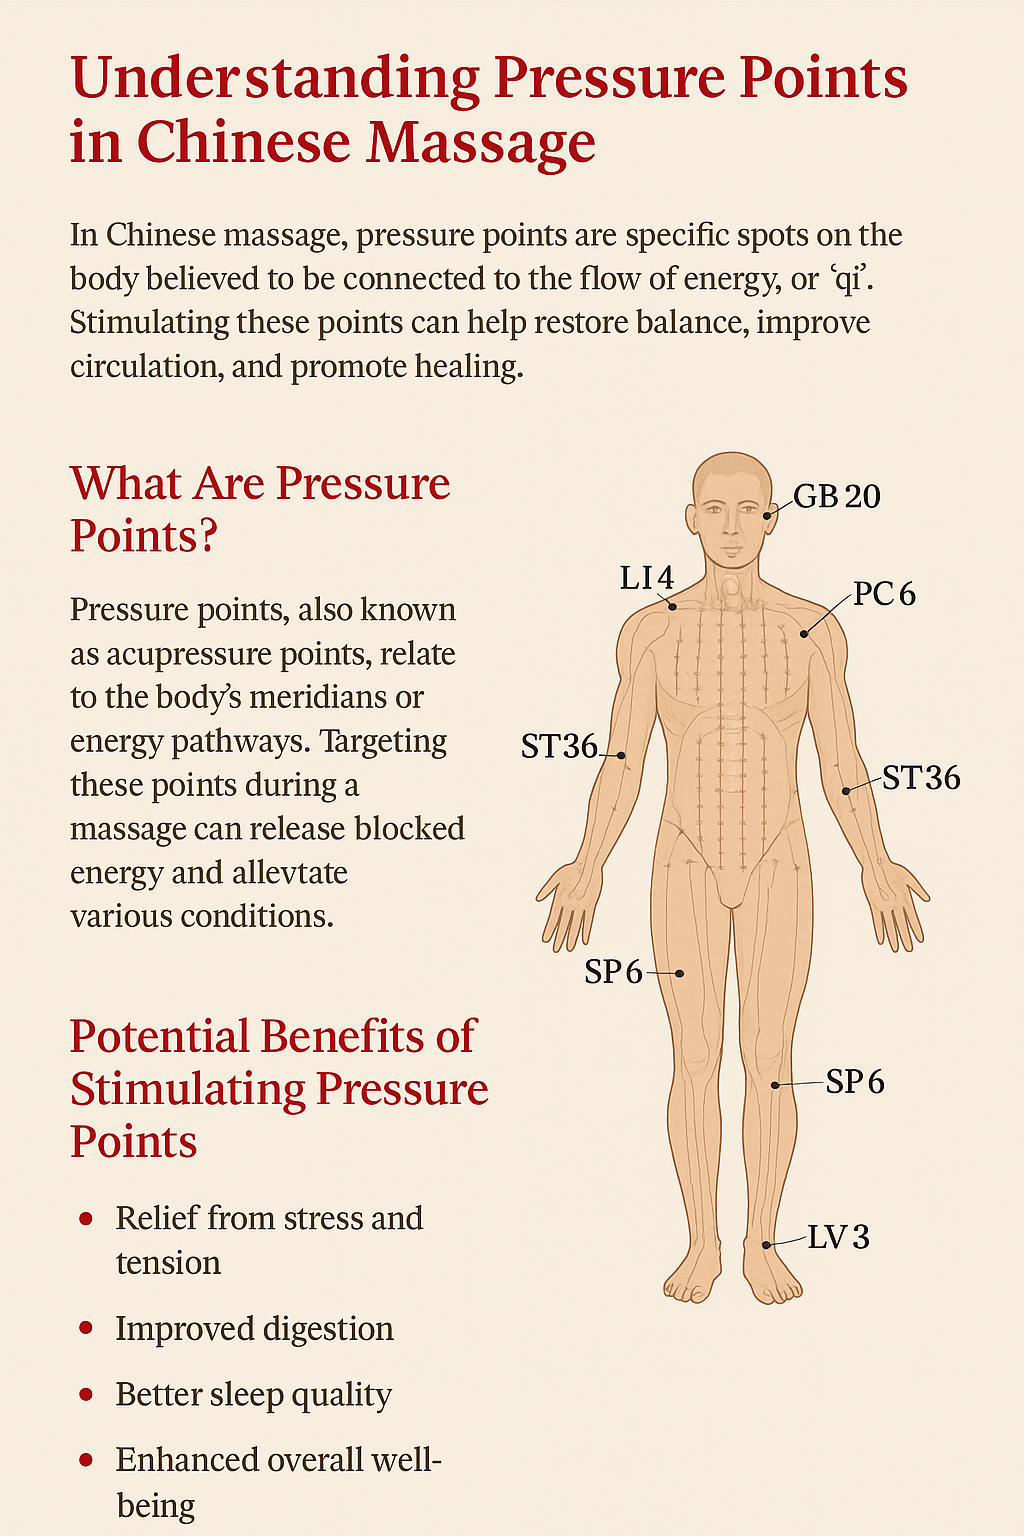 Understanding Pressure Points
in Chinese Massage
In Chinese massage, pressure points are specific spots on the
body believed to be connected to the flow of energy, or ‘qi’.
Stimulating these points can help restore balance, improve
circulation, and promote healing.
What Are Pressure
Points?
Pressure points, also known
as acupressure points, relate
to the body’s meridians or
energy pathways. Targeting
these points during a
massage can release blocked
energy and allevtate
various conditions.
Potential Benefits of
Stimulating Pressure
Points
• Relief from stress and
tension
• Improved digestion
• Better sleep quality
• Enhanced overall well-
being
GB 20
LI 4
PC 6
ST36
ST36
SP 6
SP 6
LV 3